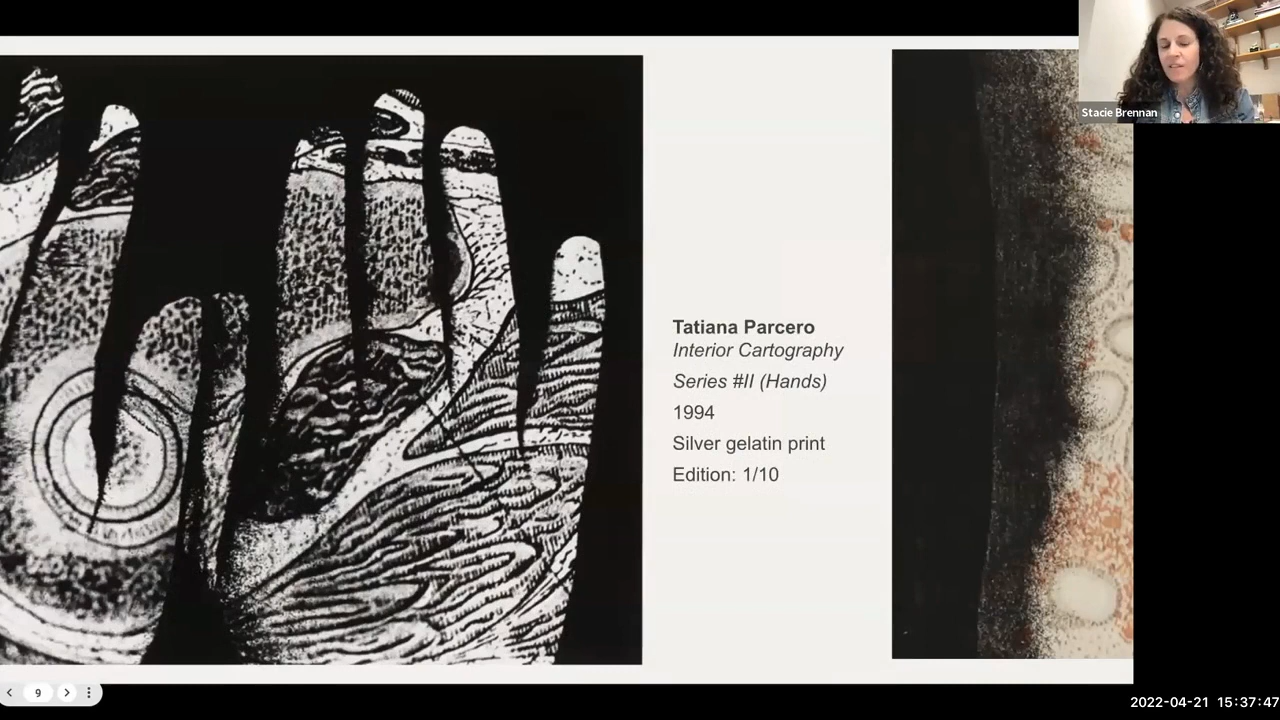 Stacie Brennan
Tatiana Parcero
Interior Cartography
Series #II (Hands)
1994
Silver gelatin print
Edition: 1/10
9
2022-04-21 15:37:47